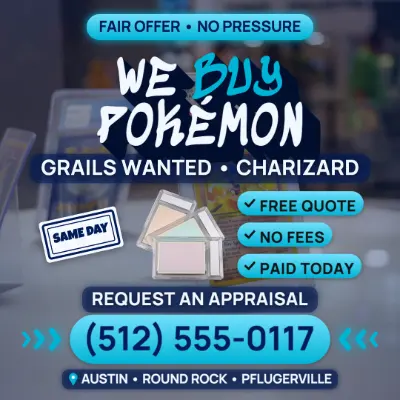 FAIR OFFER • NO PRESSURE
WE BUY
POKÉMON
GRAILS WANTED • CHARIZARD
SAME DAY
FREE QUOTE
NO FEES
PAID TODAY
REQUEST AN APPRAISAL
(512) 555-0117
AUSTIN • ROUND ROCK • PFLUGERVILLE